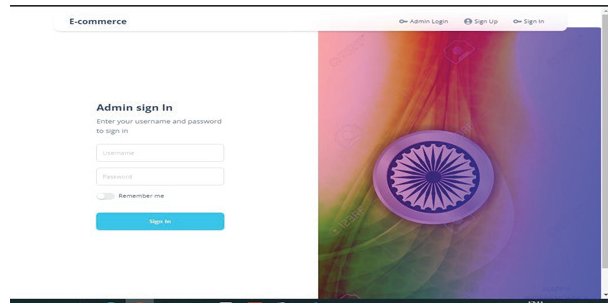 E-commerce
Admin Login
Sign Up
Sign In
Admin sign In
Enter your username and password
to sign in
Username
Password
Remember me
Sign In